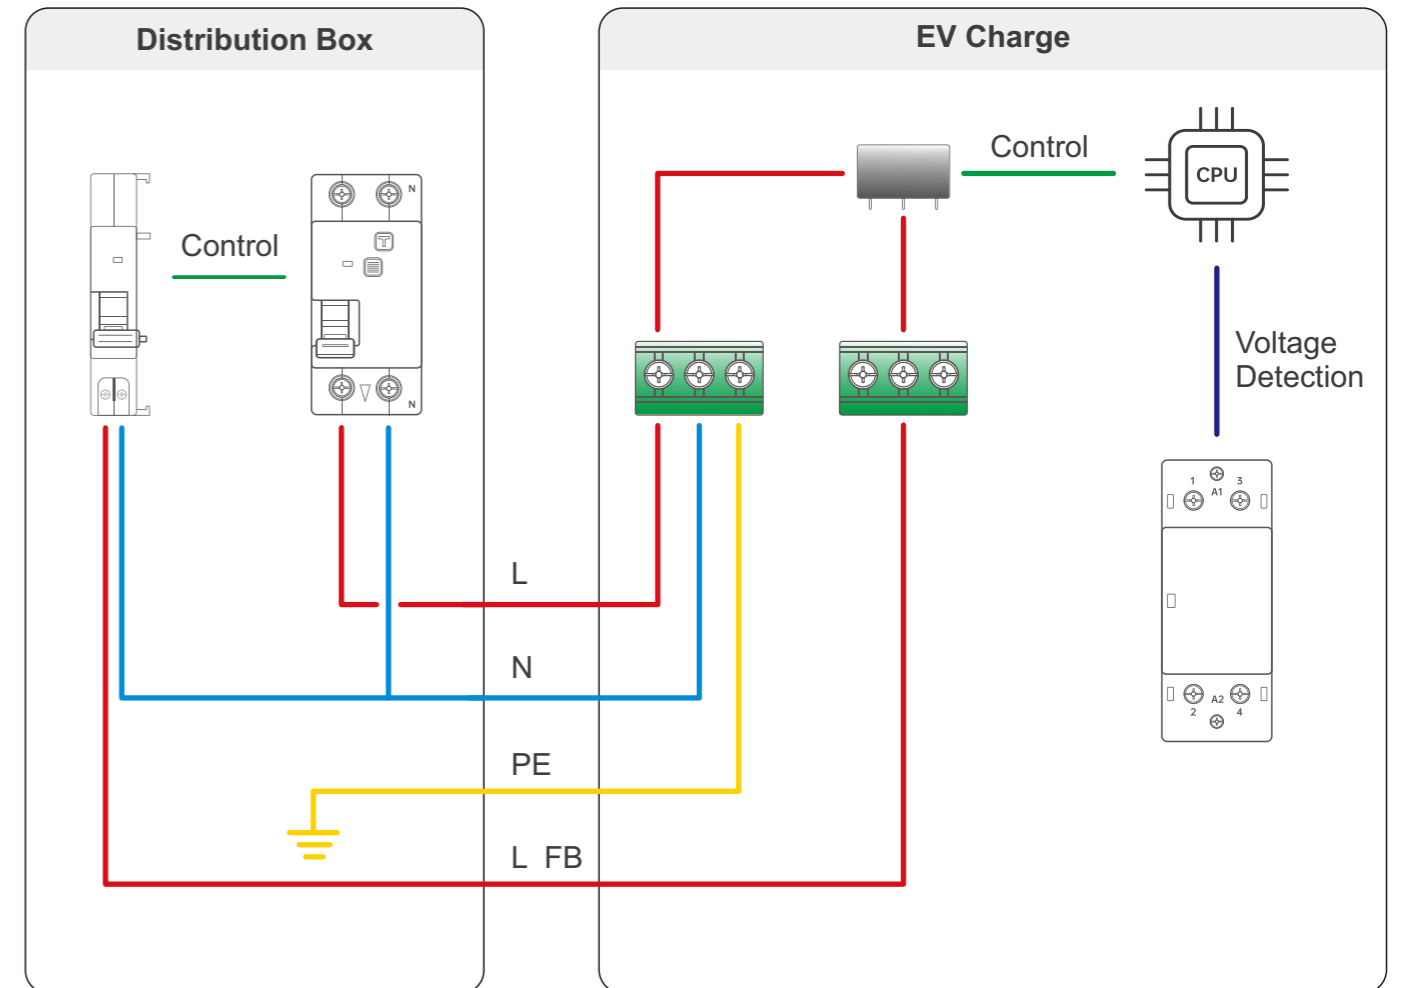 Distribution Box
EV Charge
Control
CPU
Control
N
T
N
Voltage
Detection
1 3
A1
A2
2 4
L
N
PE
L FB